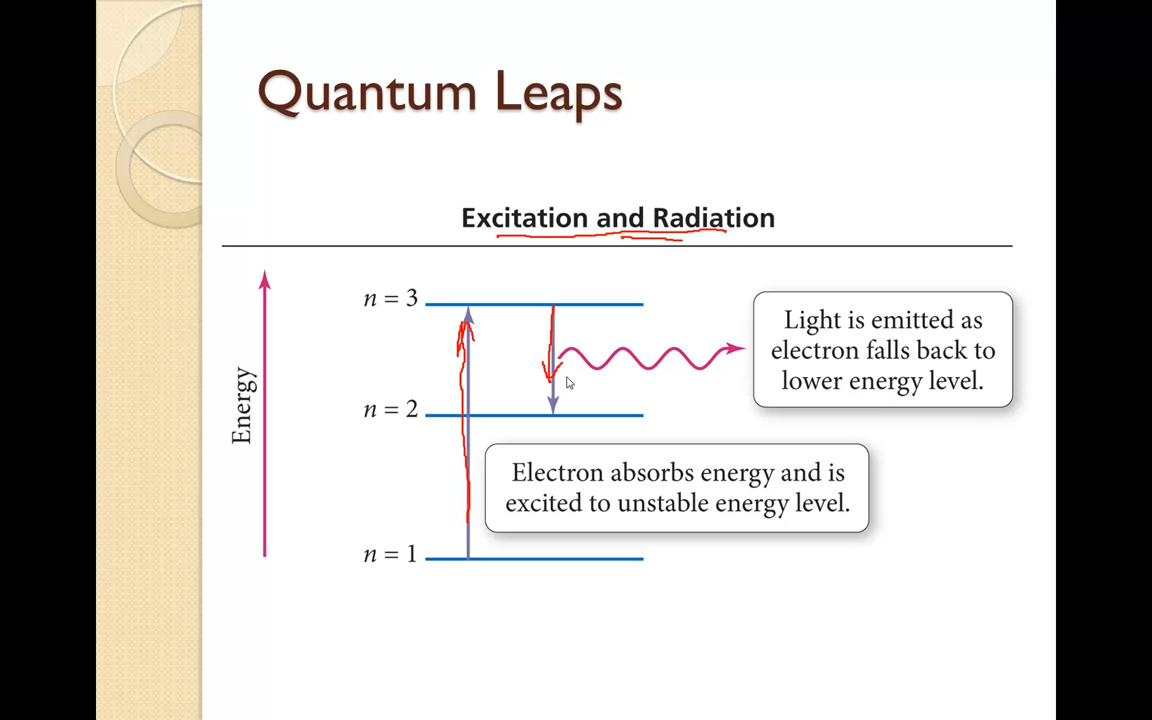 Quantum Leaps
Excitation and Radiation
n = 3
Light is emitted as
electron falls back to
lower energy level.
Energy
n = 2
Electron absorbs energy and is
excited to unstable energy level.
n = 1